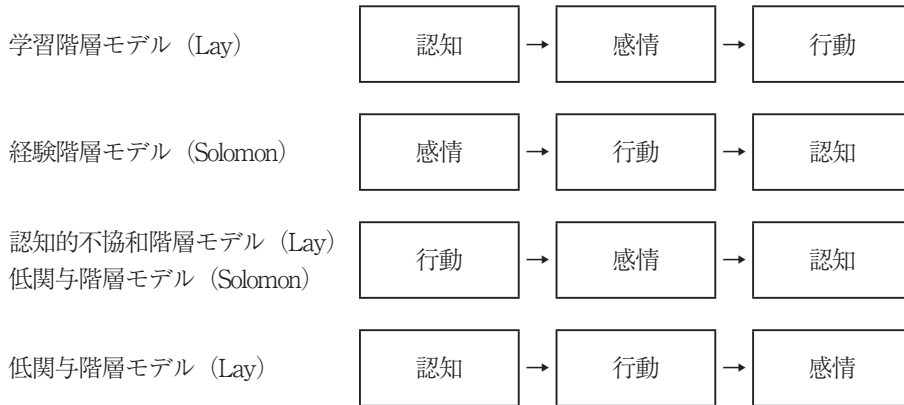 学習階層モデル（Lay） 認知 → 感情 → 行動
経験階層モデル（Solomon） 感情 → 行動 → 認知
認知的不協和階層モデル（Lay）
低関与階層モデル（Solomon） 行動 → 感情 → 認知
低関与階層モデル（Lay） 認知 → 行動 → 感情